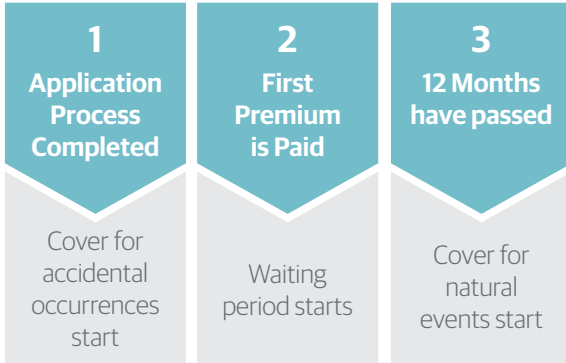 1
Application
Process
Completed
Cover for
accidental
occurrences
start
2
First
Premium
is Paid
Waiting
period starts
3
12 Months
have passed
Cover for
natural
events start